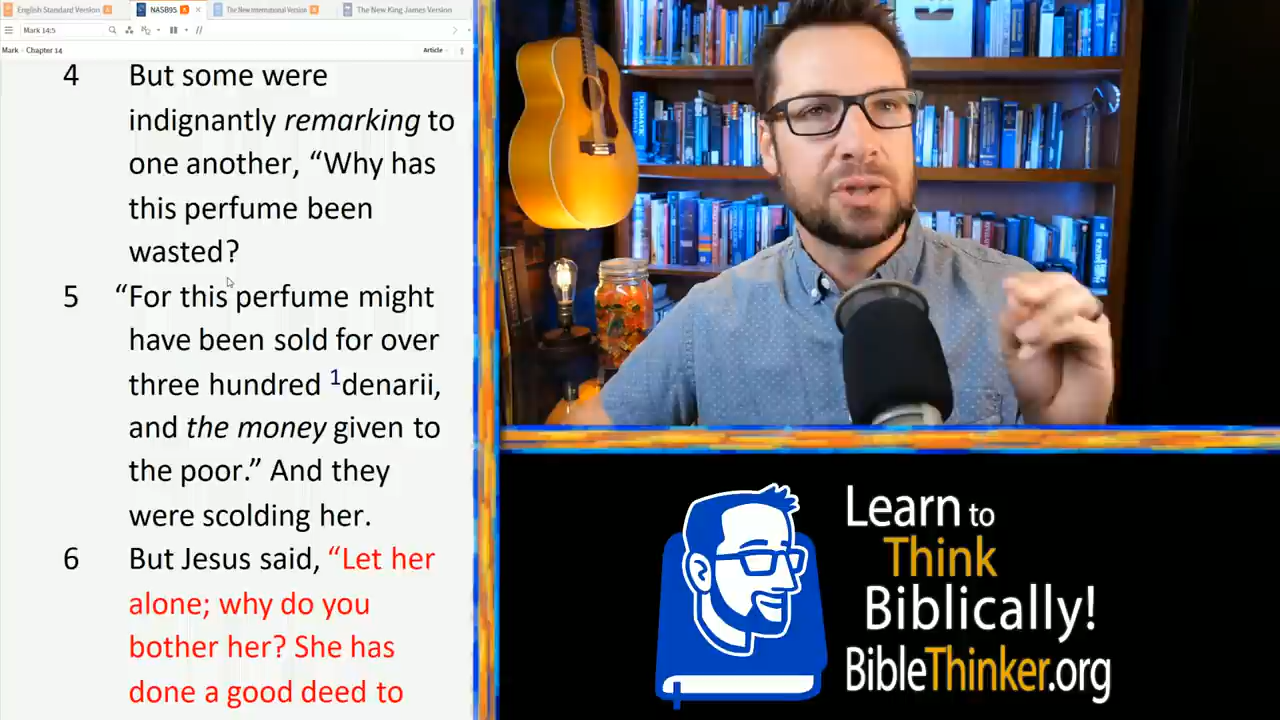 English Standard Version
NASB95
The New International Version
The New King James Version
Mark 14:5
Mark · Chapter 14
Article
4 But some were
indignantly remarking to
one another, “Why has
this perfume been
wasted?
5 “For this perfume might
have been sold for over
three hundred 1denarii,
and the money given to
the poor.” And they
were scolding her.
6 But Jesus said, “Let her
alone; why do you
bother her? She has
done a good deed to
Learn to
Think
Biblically!
BibleThinker.org